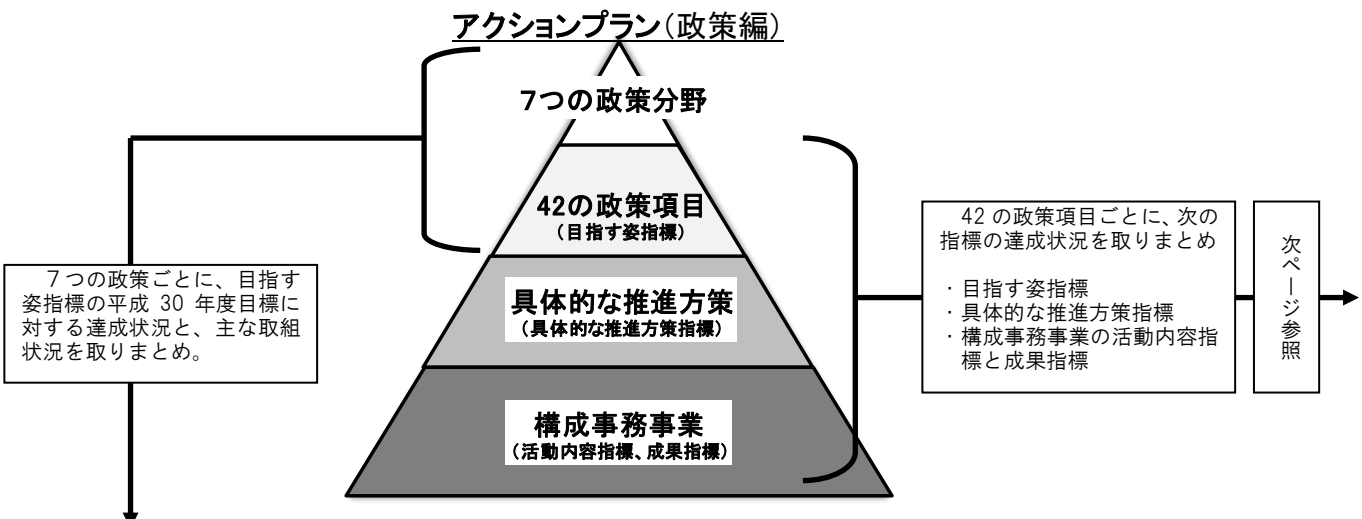 アクションプラン(政策編)
7つの政策分野
42の政策項目
(目指す姿指標)
具体的な推進方策
(具体的な推進方策指標)
構成事務事業
(活動内容指標、成果指標)
7つの政策ごとに、目指す
姿指標の平成 30 年度目標に
対する達成状況と、主な取組
状況を取りまとめ。
42 の政策項目ごとに、次の
指標の達成状況を取りまとめ
・目指す姿指標
・具体的な推進方策指標
・構成事務事業の活動内容指
標と成果指標
次ページ参照